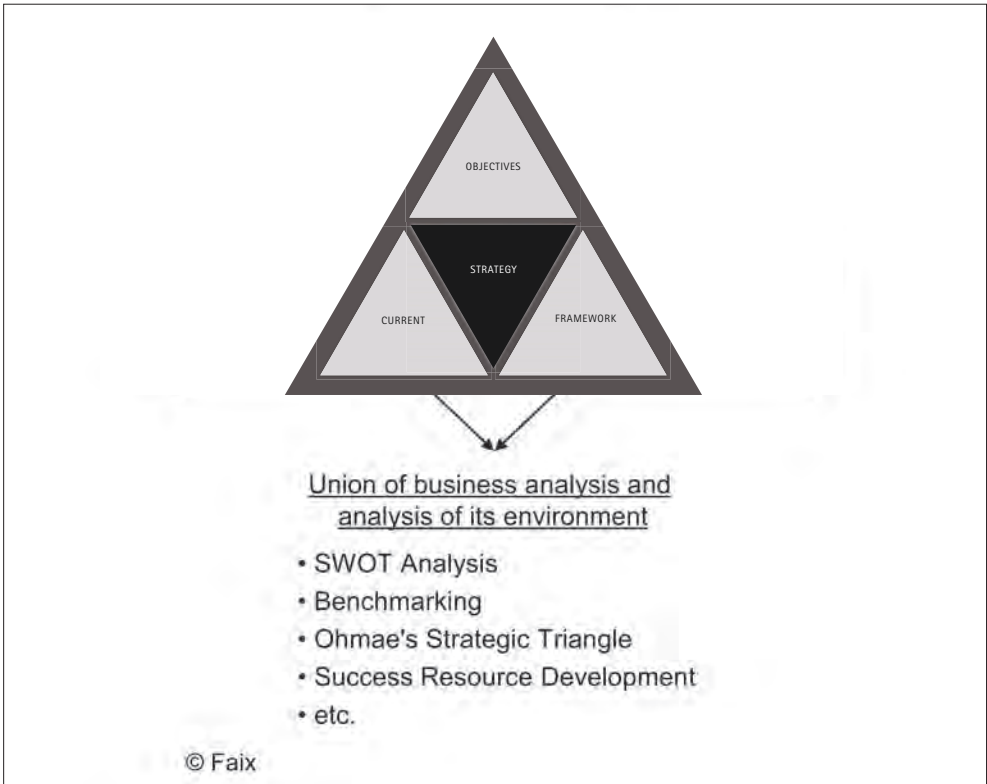 OBJECTIVES
STRATEGY
CURRENT
FRAMEWORK
Union of business analysis and
analysis of its environment
• SWOT Analysis
• Benchmarking
• Ohmae's Strategic Triangle
• Success Resource Development
• etc.
© Faix